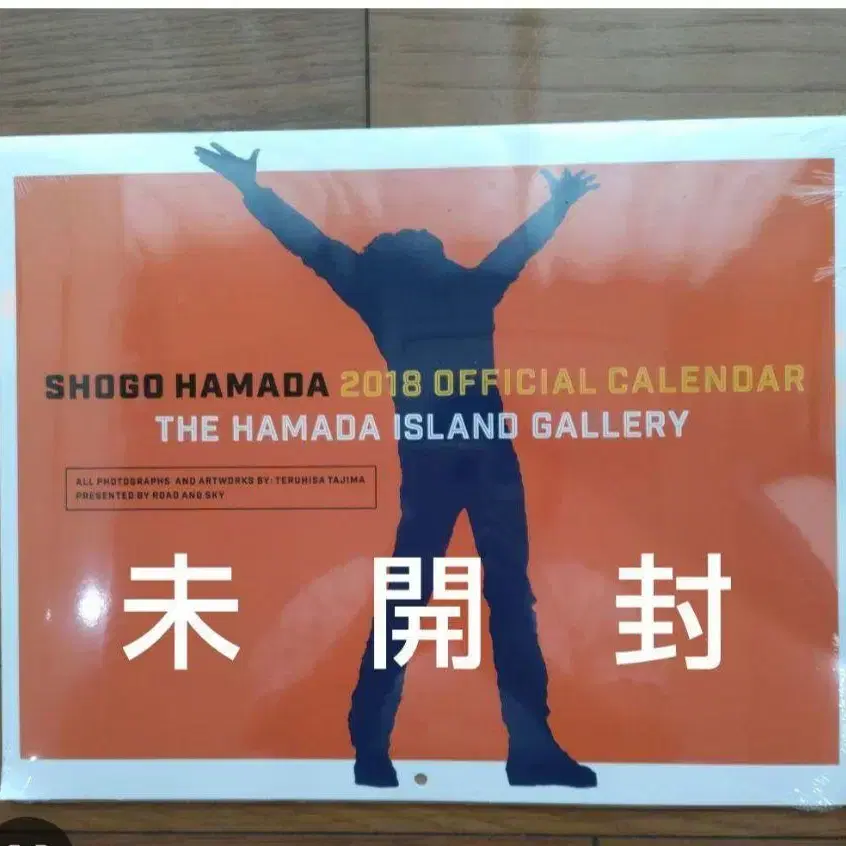 SHOGO HAMADA 2018 OFFICIAL CALENDAR
THE HAMADA ISLAND GALLERY
ALL PHOTOGRAPHS AND ARTWORKS BY: TERUHISA TAJIMA
PRESENTED BY ROAD AND SKY
未開封